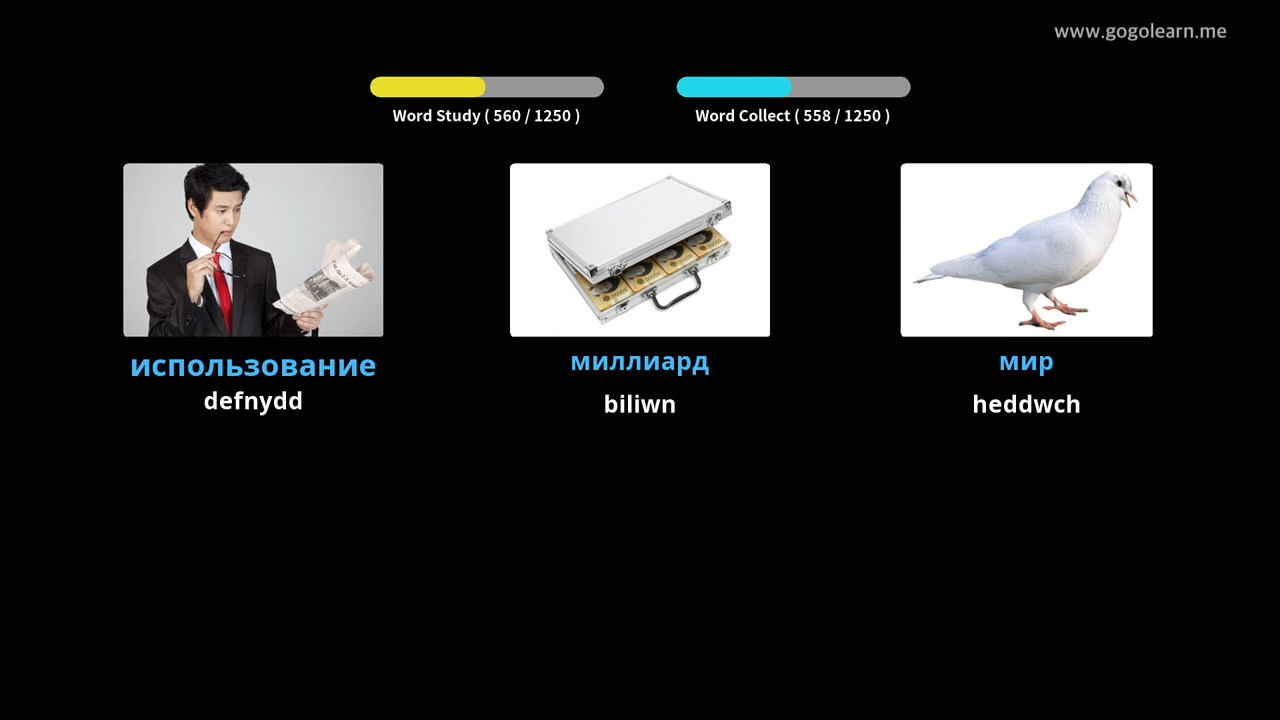 www.gogolearn.me
Word Study ( 560 / 1250 )
Word Collect ( 558 / 1250 )
использование
миллиард
мир
defnydd
biliwn
heddwch